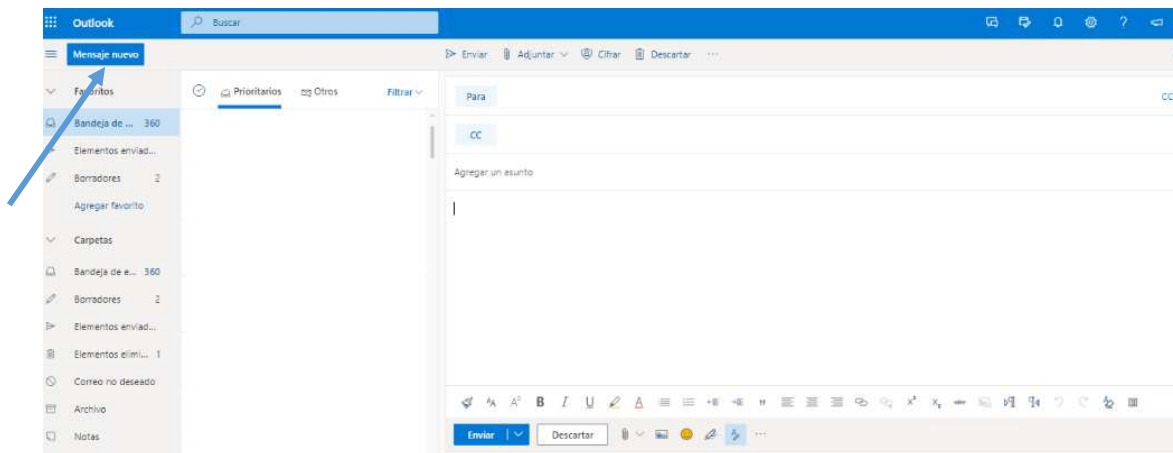 Outlook
Buscar
Mensaje nuevo
Enviar Adjuntar Cifrar Descartar ...
Favoritos
Prioritarios Otros Filtrar
Bandeja de ... 360
Elementos enviad...
Borradores 2
Agregar favorito
Carpetas
Bandeja de e... 360
Borradores 2
Elementos enviad...
Elementos elimi... 1
Correo no deseado
Archivo
Notas
Para CC
CC
Agregar un asunto
Enviar Descartar ...